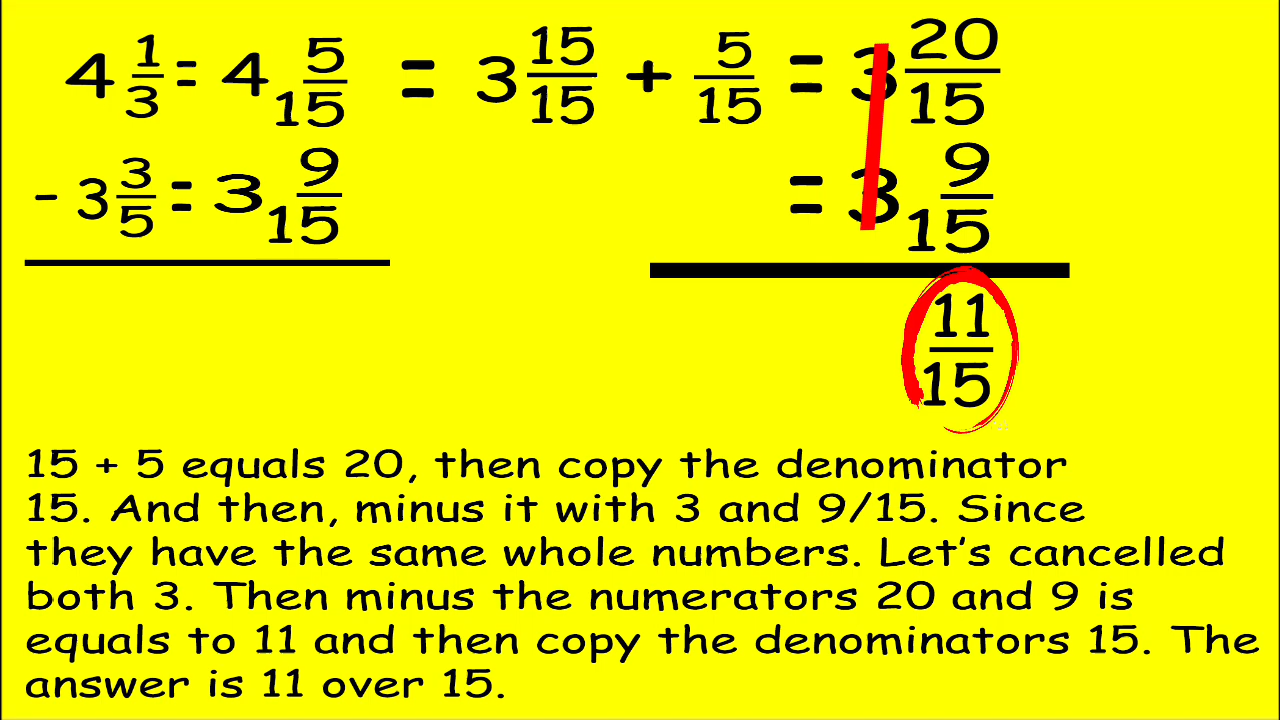 4 1/3 = 4 5/15 = 3 15/15 + 5/15 = 3 20/15
- 3 3/5 = 3 9/15 = 3 9/15
11/15
15 + 5 equals 20, then copy the denominator
15. And then, minus it with 3 and 9/15. Since
they have the same whole numbers. Let's cancelled
both 3. Then minus the numerators 20 and 9 is
equals to 11 and then copy the denominators 15. The
answer is 11 over 15.